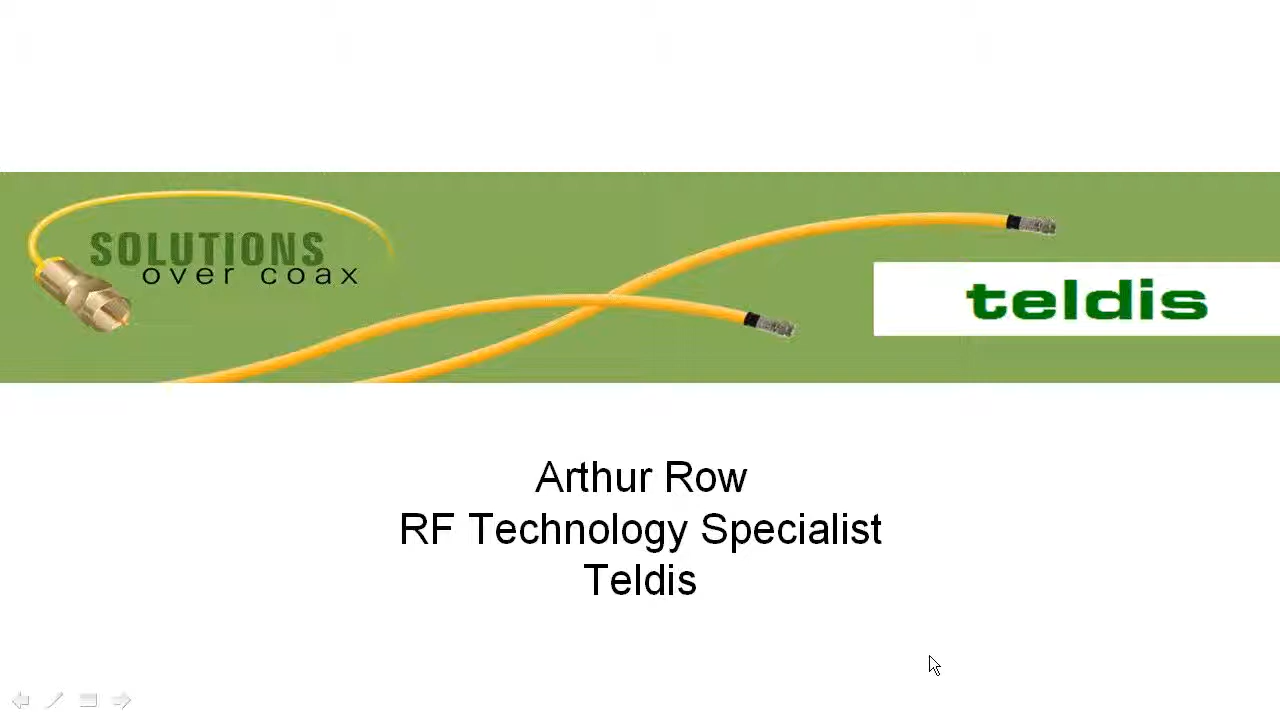 SOLUTIONS
over coax
teldis
Arthur Row
RF Technology Specialist
Teldis